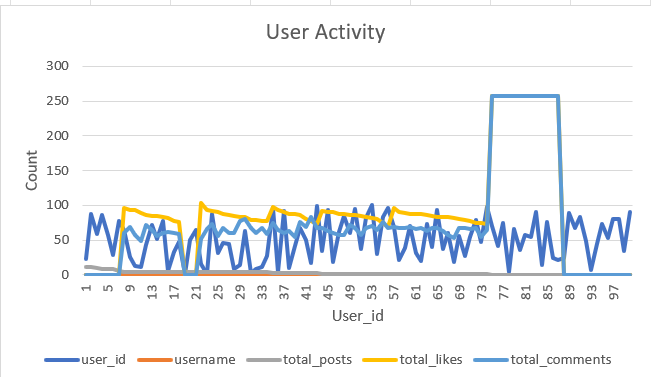 User Activity
300
250
200
150
100
50
0
Count
1 5 9 13 17 21 25 29 33 37 41 45 49 53 57 61 65 69 73 77 81 85 89 93 97
User_id
user_id username total_posts total_likes total_comments